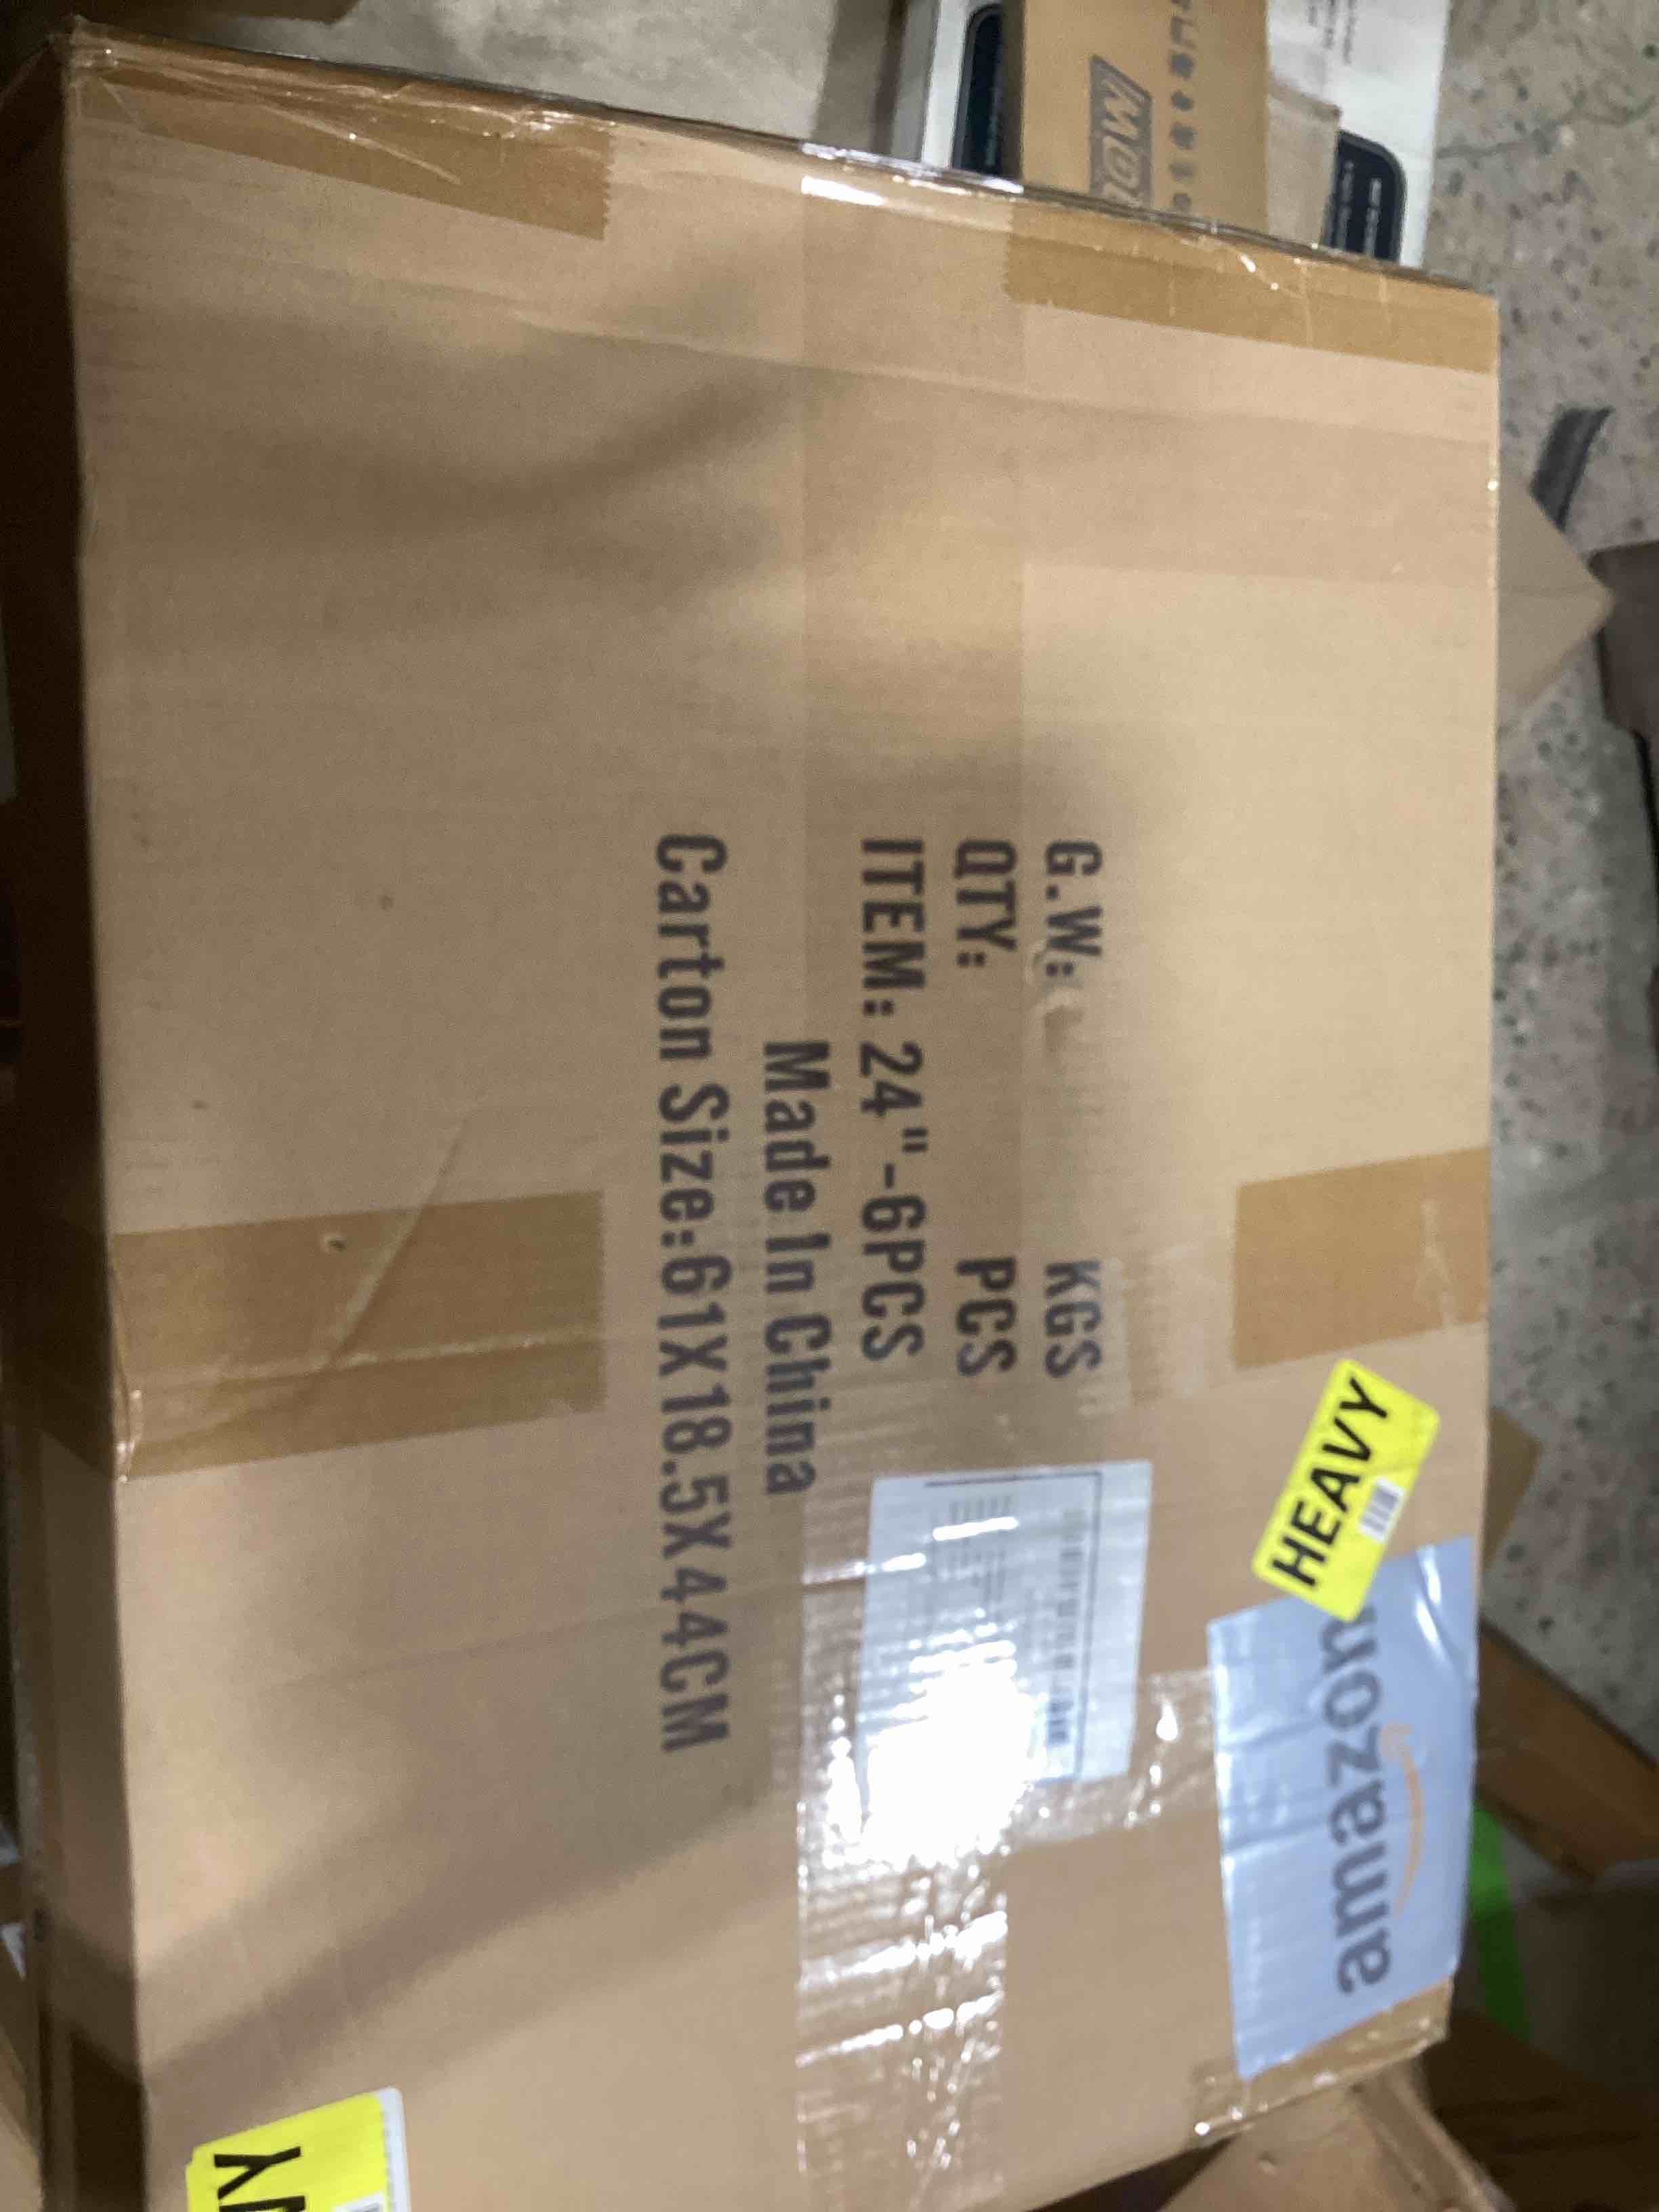 G.W: KGS
QTY: PCS
ITEM: 24"-6PCS
Made In China
Carton Size:61X18.5X44CM
HEAVY
amazon